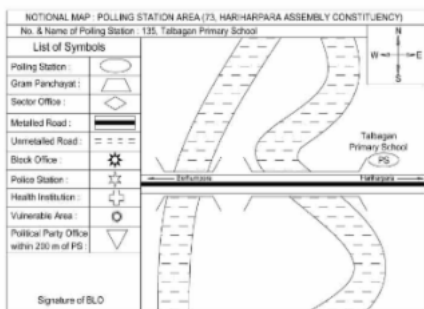 NOTIONAL MAP : POLLING STATION AREA (73, HARIHARPARA ASSEMBLY CONSTITUENCY)
No. & Name of Polling Station : 135, Talbagan Primary School
List of Symbols
Polling Station :
Gram Panchayat :
Sector Office :
Metalled Road :
Unmetalled Road :
Block Office :
Police Station :
Health Institution :
Vulnerable Area :
Political Party Office
within 200 m of PS :
Signature of BLO
N
W
E
S
Talbagan
Primary School
PS
Hariharpara